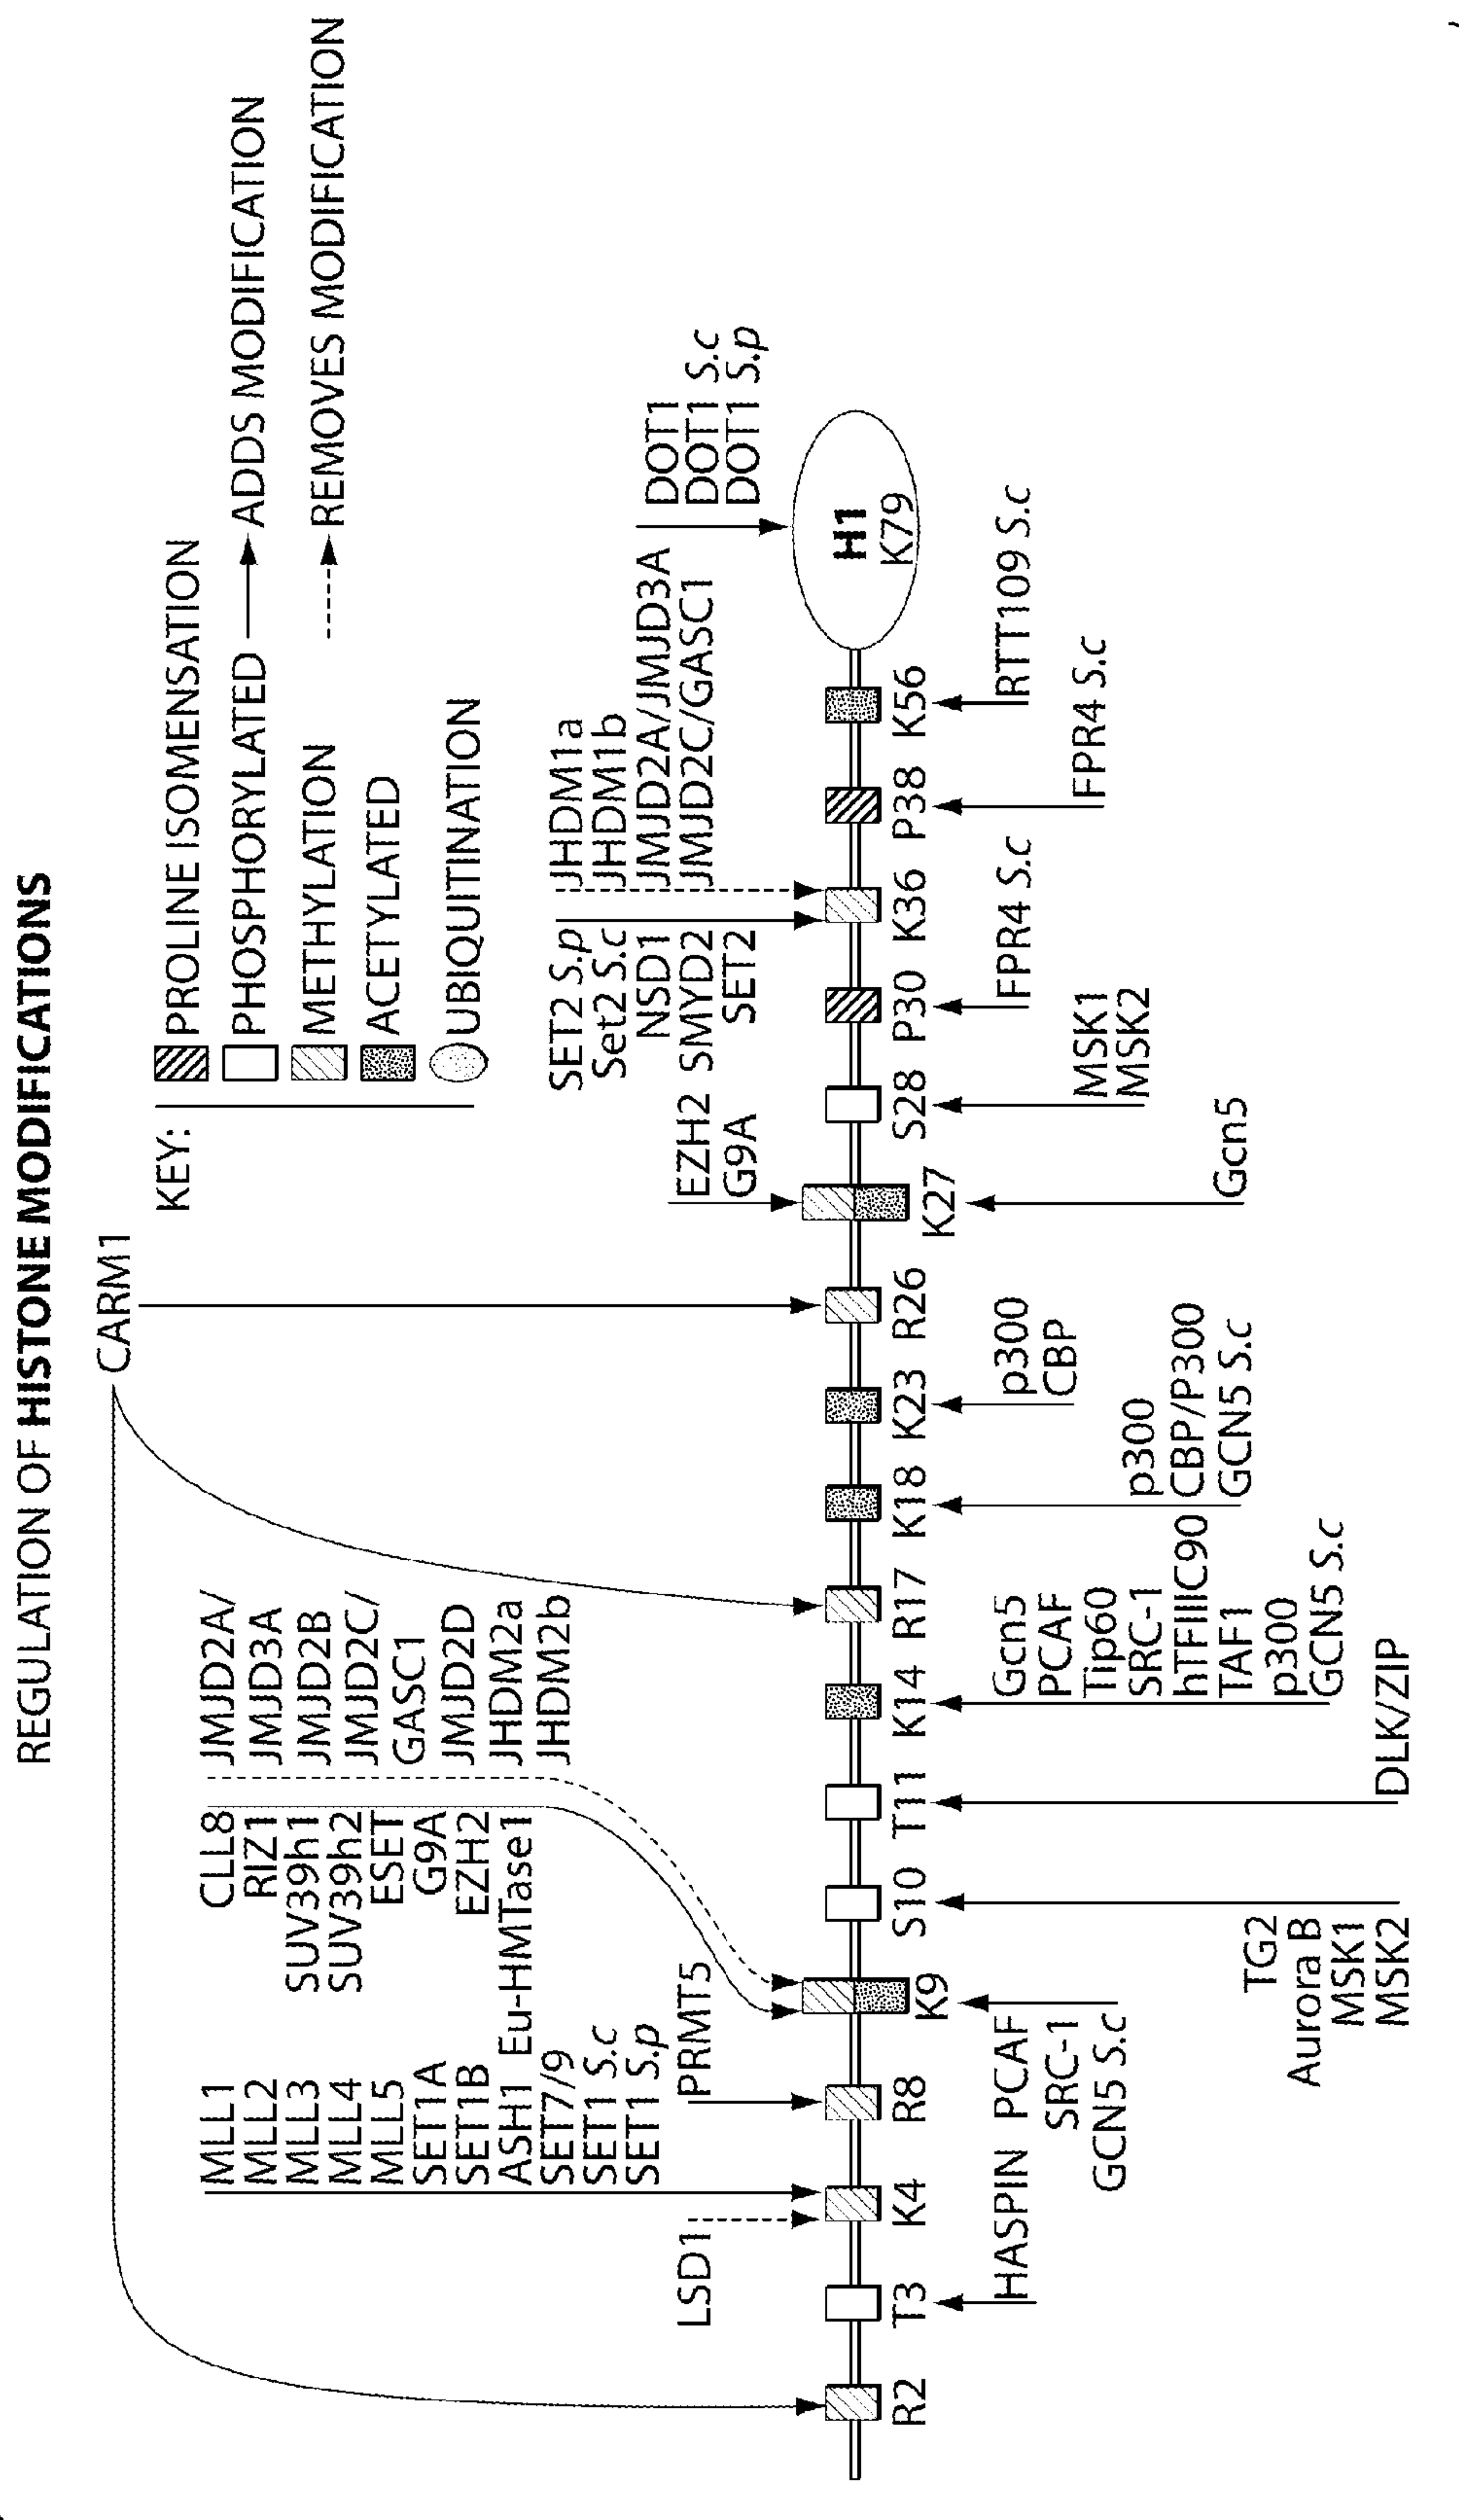 REGULATION OF HISTONE MODIFICATIONS
CARM1
KEY:
PROLINE ISOMENSATION
PHOSPHORYLATED
METHYLATION
ACETYLATED
UBIQUITINATION
ADDS MODIFICATION
REMOVES MODIFICATION
LSD1
MLL1
MLL2
MLL3
MLL4
MLL5
SET1A
SET1B
ASH1
SET7/9
SET1 S.c
SET1 S.p
PRMT5
CLL8
RIZ1
SUV39h1
SUV39h2
ESET
G9A
EZH2
Eu-HMTase1
JMJD2A/
JMJD3A
JMJD2B
JMJD2C/
GASC1
JMJD2D
JHDM2a
JHDM2b
EZH2
G9A
SET2 S.p
Set2 S.c
NSD1
SMYD2
SET2
JHDM1a
JHDM1b
JMJD2A/JMJD3A
JMJD2C/GASC1
DOT1
DOT1 S.c
DOT1 S.p
H1
K79
R2 T3 K4 R8 K9 S10 T11 K14 R17 K18 K23 R26 K27 S28 P30 K36 P38 K56
HASPIN
PCAF
SRC-1
GCN5 S.c
TG2
Aurora B
MSK1
MSK2
DLK/ZIP
Gcn5
PCAF
Tip60
SRC-1
hTFIIIC90
TAF1
p300
GCN5 S.c
p300
CBP/P300
GCN5 S.c
p300
CBP
Gcn5
MSK1
MSK2
FPR4 S.c
FPR4 S.c
RTT109 S.c